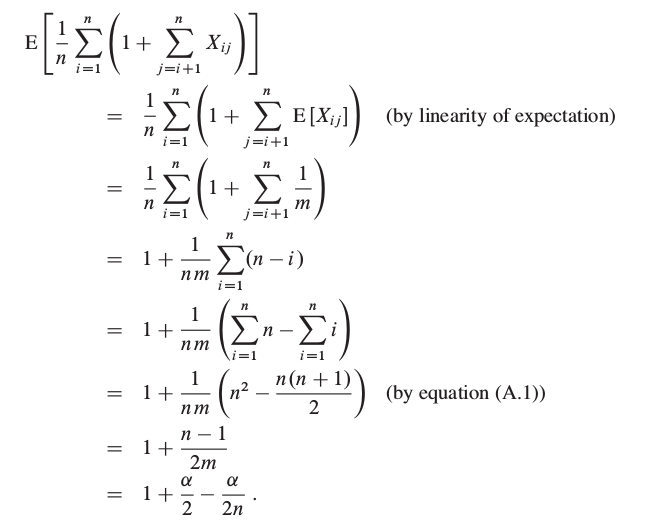 E[ 1/n ∑_{i=1}^{n} ( 1 + ∑_{j=i+1}^{n} X_{ij} ) ]
= 1/n ∑_{i=1}^{n} ( 1 + ∑_{j=i+1}^{n} E[X_{ij}] ) (by linearity of expectation)
= 1/n ∑_{i=1}^{n} ( 1 + ∑_{j=i+1}^{n} 1/m )
= 1 + 1/nm ∑_{i=1}^{n} (n − i)
= 1 + 1/nm ( ∑_{i=1}^{n} n − ∑_{i=1}^{n} i )
= 1 + 1/nm ( n² − n(n + 1)/2 ) (by equation (A.1))
= 1 + n − 1/2m
= 1 + α/2 − α/2n .